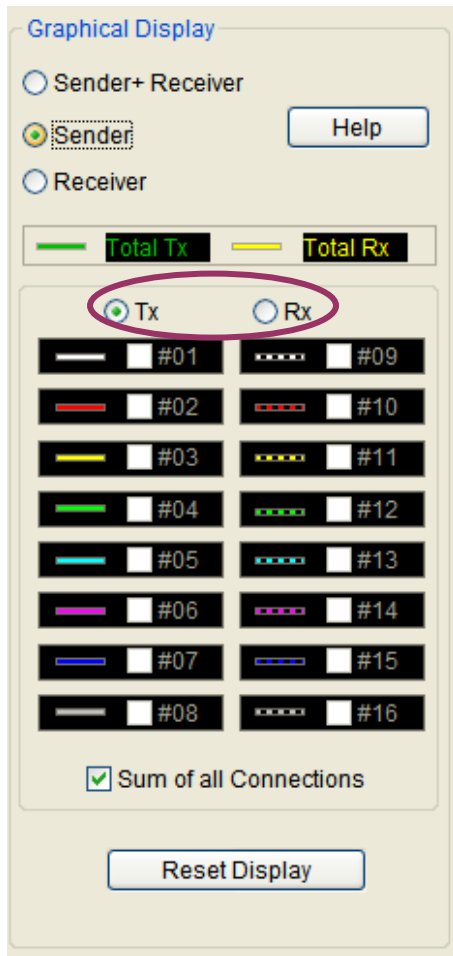 Graphical Display
Sender+ Receiver
Sender
Help
Receiver
Total Tx Total Rx
Tx Rx
#01 #09
#02 #10
#03 #11
#04 #12
#05 #13
#06 #14
#07 #15
#08 #16
Sum of all Connections
Reset Display